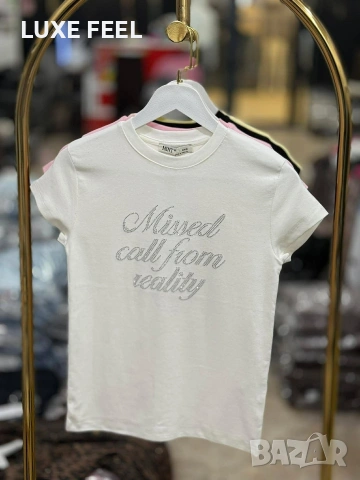 LUXE FEEL
Missed
call from
reality
BAZAR